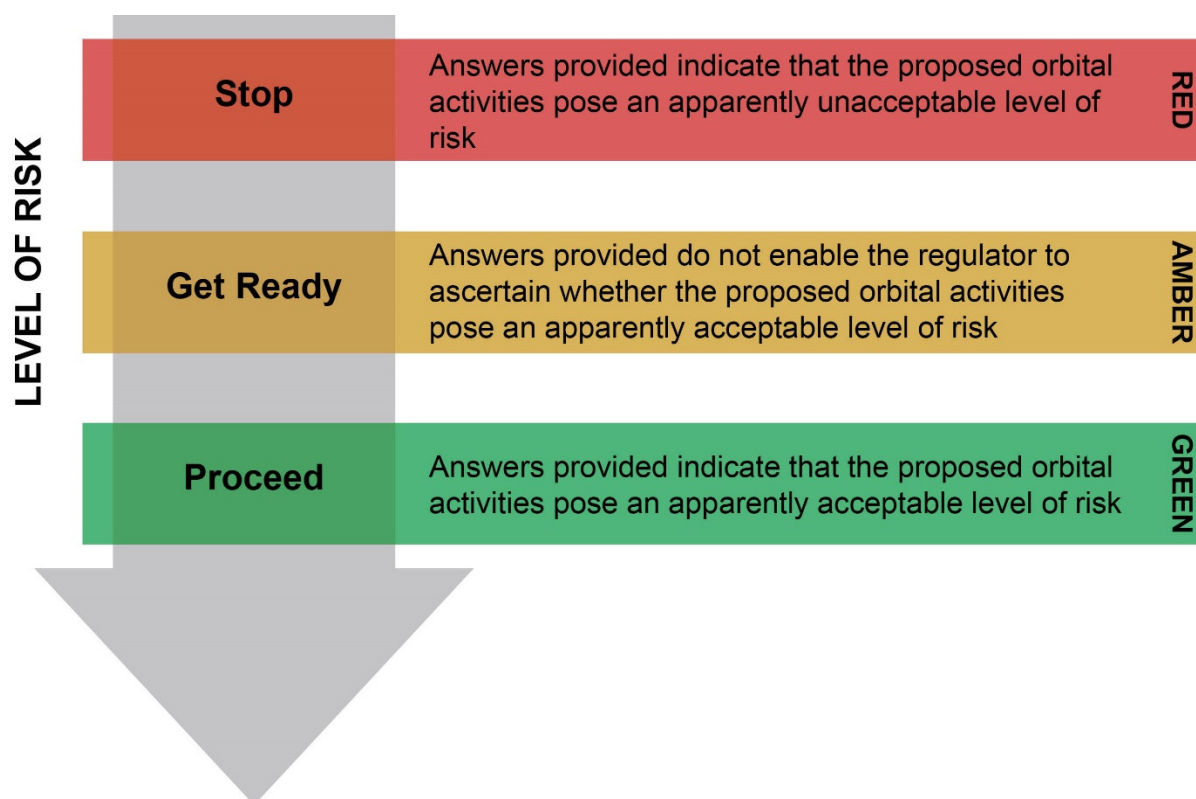 LEVEL OF RISK
Stop
Answers provided indicate that the proposed orbital
activities pose an apparently unacceptable level of
risk
RED
Get Ready
Answers provided do not enable the regulator to
ascertain whether the proposed orbital activities
pose an apparently acceptable level of risk
AMBER
Proceed
Answers provided indicate that the proposed orbital
activities pose an apparently acceptable level of risk
GREEN